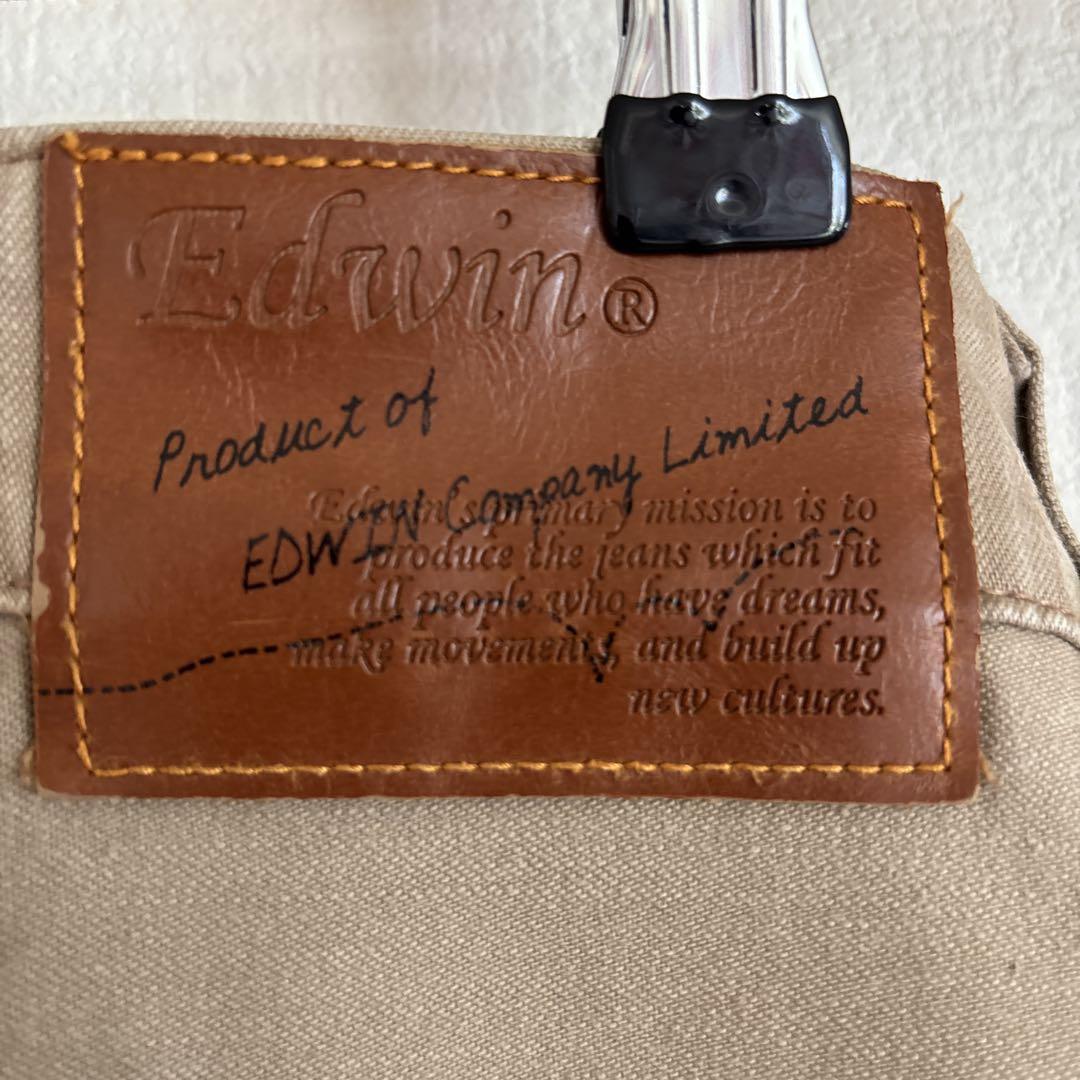 Edwin®
Product of
EDWIN Company Limited
Edwin's primary mission is to
produce the jeans which fit
all people who have dreams,
make movements, and build up
new cultures.